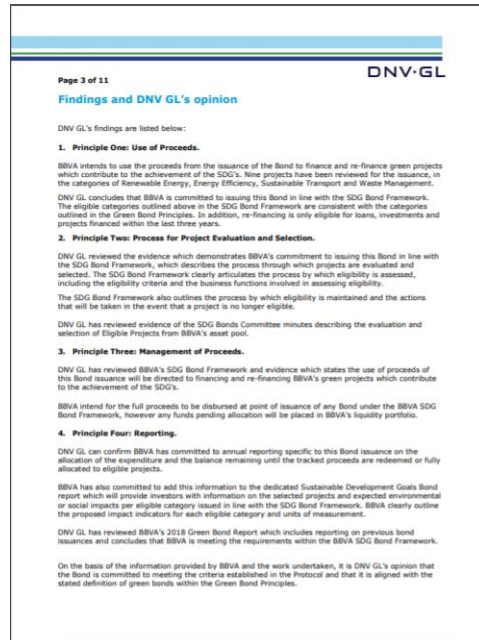 DNV·GL
Page 3 of 11
Findings and DNV GL's opinion
DNV GL's findings are listed below:
1. Principle One: Use of Proceeds.
BBVA intends to use the proceeds from the issuance of the Bond to finance and re-finance green projects
which contribute to the achievement of the SDG's. Nine projects have been reviewed for the issuance, in
the categories of Renewable Energy, Energy Efficiency, Sustainable Transport and Waste Management.
DNV GL concludes that BBVA is committed to issuing this Bond in line with the SDG Bond Framework.
The eligible categories outlined above in the SDG Bond Framework are consistent with the categories
outlined in the Green Bond Principles. In addition, re-financing is only eligible for loans, investments and
projects financed within the last three years.
2. Principle Two: Process for Project Evaluation and Selection.
DNV GL reviewed the evidence which demonstrates BBVA's commitment to issuing this Bond in line with
the SDG Bond Framework, which describes the process through which projects are evaluated and
selected. The SDG Bond Framework clearly articulates the process by which eligibility is assessed,
including the eligibility criteria and the business functions involved in assessing eligibility.
The SDG Bond Framework also outlines the process by which eligibility is maintained and the actions
that will be taken in the event that a project is no longer eligible.
DNV GL has reviewed evidence of the SDG Bonds Committee minutes describing the evaluation and
selection of Eligible Projects from BBVA's asset pool.
3. Principle Three: Management of Proceeds.
DNV GL has reviewed BBVA's SDG Bond Framework and evidence which states the use of proceeds of
this Bond issuance will be directed to financing and re-financing BBVA's green projects which contribute
to the achievement of the SDG's.
BBVA intend for the full proceeds to be disbursed at point of issuance of any Bond under the BBVA SDG
Bond Framework, however any funds pending allocation will be placed in BBVA's liquidity portfolio.
4. Principle Four: Reporting.
DNV GL can confirm BBVA has committed to annual reporting specific to this Bond issuance on the
allocation of the expenditure and the balance remaining until the tracked proceeds are redeemed or fully
allocated to eligible projects.
BBVA has also committed to add this information to the dedicated Sustainable Development Goals Bond
report which will provide investors with information on the selected projects and expected environmental
or social impacts per eligible category issued in line with the SDG Framework. BBVA clearly outline
the proposed impact indicators for each eligible category and units of measurement.
DNV GL has reviewed BBVA's 2018 Green Bond Report which includes reporting on previous bond
issuances and concludes that BBVA is meeting the requirements within the BBVA SDG Bond Framework.
On the basis of the information provided by BBVA and the work undertaken, it is DNV GL's opinion that
the Bond is committed to meeting the criteria established in the Protocol and that it is aligned with the
stated definition of green bonds within the Green Bond Principles.